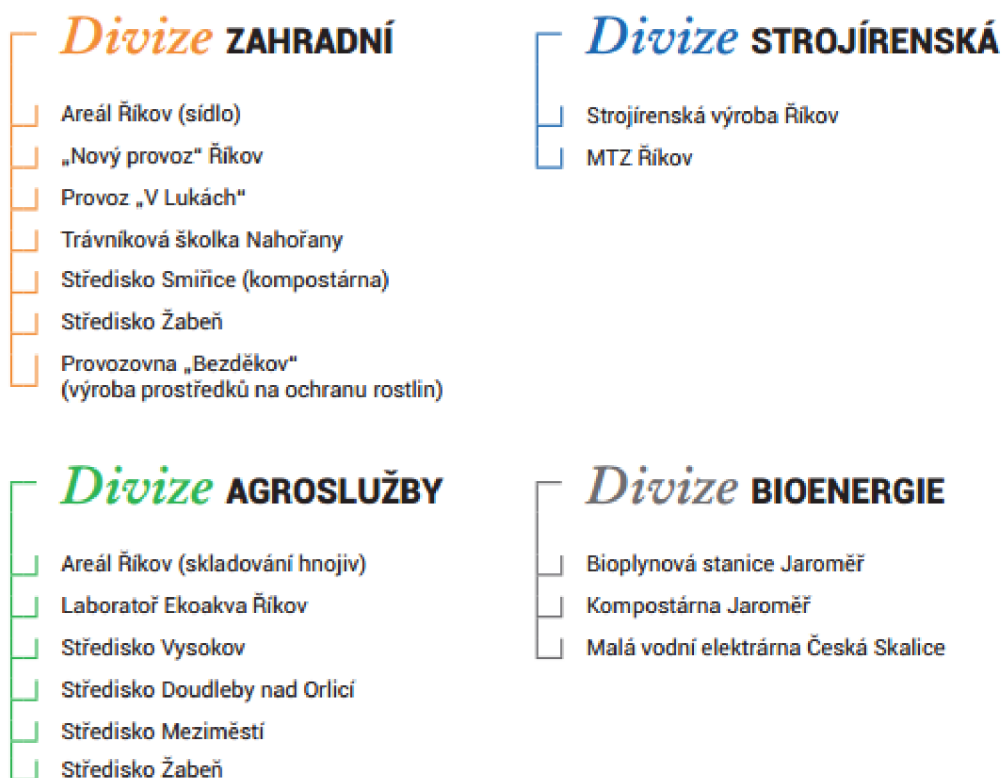 Divize ZAHRADNÍ
Areál Říkov (sídlo)
„Nový provoz“ Říkov
Provoz „V Lukách“
Trávníková školka Nahořany
Středisko Smiřice (kompostárna)
Středisko Žabeň
Provozovna „Bezděkov“
(výroba prostředků na ochranu rostlin)
Divize STROJÍRENSKÁ
Strojírenská výroba Říkov
MTZ Říkov
Divize AGROSLUŽBY
Areál Říkov (skladování hnojiv)
Laboratoř Ekoakva Říkov
Středisko Vysokov
Středisko Doudleby nad Orlicí
Středisko Meziměstí
Středisko Žabeň
Divize BIOENERGIE
Bioplynová stanice Jaroměř
Kompostárna Jaroměř
Malá vodní elektrárna Česká Skalice